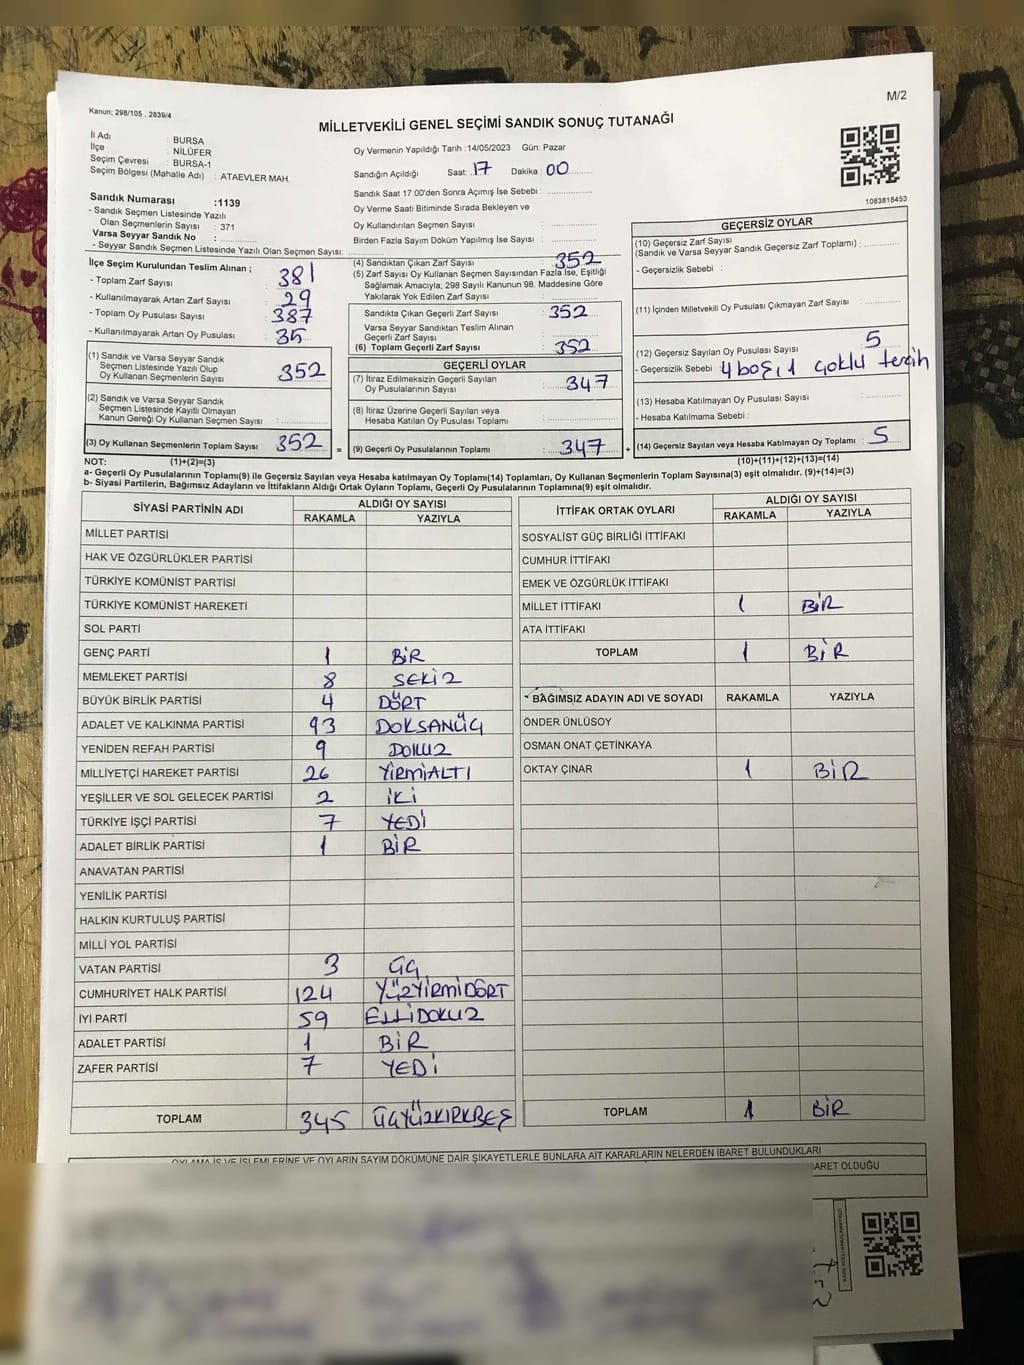 M/2
Kanun: 298/105 , 2839/4
MİLLETVEKİLİ GENEL SEÇİMİ SANDIK SONUÇ TUTANAĞI
İl Adı : BURSA
İlçe : NİLÜFER
Seçim Çevresi : BURSA-1
Seçim Bölgesi (Mahalle Adı) : ATAEVLER MAH.
Oy Vermenin Yapıldığı Tarih :14/05/2023 Gün: Pazar
Sandığın Açıldığı Saat: 17 Dakika : 00
Sandık Saat 17:00'den Sonra Açımış İse Sebebi :
Oy Verme Saati Bitiminde Sırada Bekleyen ve
Oy Kullandırılan Seçmen Sayısı :
Birden Fazla Sayım Döküm Yapılmış İse Sayısı :
1083818453
Sandık Numarası :1139
- Sandık Seçmen Listesinde Yazılı
Olan Seçmenlerin Sayısı : 371
Varsa Seyyar Sandık No :
- Seyyar Sandık Seçmen Listesinde Yazılı Olan Seçmen Sayısı:
İlçe Seçim Kurulundan Teslim Alınan ;
- Toplam Zarf Sayısı : 381
- Kullanılmayarak Artan Zarf Sayısı : 29
- Toplam Oy Pusulası Sayısı : 387
- Kullanılmayarak Artan Oy Pusulası : 35
(1) Sandık ve Varsa Seyyar Sandık
Seçmen Listesinde Yazılı Olup
Oy Kullanan Seçmenlerin Sayısı : 352
(2) Sandık ve Varsa Seyyar Sandık
Seçmen Listesinde Kayıtlı Olmayan
Kanun Gereği Oy Kullanan Seçmen Sayısı :
(3) Oy Kullanan Seçmenlerin Toplam Sayısı : 352 =
(4) Sandıktan Çıkan Zarf Sayısı : 352
(5) Zarf Sayısı Oy Kullanan Seçmen Sayısından Fazla İse, Eşitliği
Sağlamak Amacıyla; 298 Sayılı Kanunun 98. Maddesine Göre
Yakılarak Yok Edilen Zarf Sayısı :
Sandıkta Çıkan Geçerli Zarf Sayısı : 352
Varsa Seyyar Sandıktan Teslim Alınan
Geçerli Zarf Sayısı :
(6) Toplam Geçerli Zarf Sayısı : 352
GEÇERLİ OYLAR
(7) İtiraz Edilmeksizin Geçerli Sayılan
Oy Pusulalarının Sayısı : 347
(8) İtiraz Üzerine Geçerli Sayılan veya
Hesaba Katılan Oy Pusulası Toplamı :
(9) Geçerli Oy Pusulalarının Toplamı : 347 +
GEÇERSİZ OYLAR
(10) Geçersiz Zarf Sayısı
(Sandık ve Varsa Seyyar Sandık Geçersiz Zarf Toplamı) :
- Geçersizlik Sebebi :
(11) İçinden Milletvekili Oy Pusulası Çıkmayan Zarf Sayısı :
(12) Geçersiz Sayılan Oy Pusulası Sayısı : 5
- Geçersizlik Sebebi : 4 boş, 1 çoklu tercih
(13) Hesaba Katılmayan Oy Pusulası Sayısı :
- Hesaba Katılmama Sebebi :
(14) Geçersiz Sayılan veya Hesaba Katılmayan Oy Toplamı : 5
NOT: (1)+(2)=(3) (10)+(11)+(12)+(13)=(14)
a- Geçerli Oy Pusulalarının Toplamı(9) ile Geçersiz Sayılan veya Hesaba katılmayan Oy Toplamı(14) Toplamları, Oy Kullanan Seçmenlerin Toplam Sayısına(3) eşit olmalıdır. (9)+(14)=(3)
b- Siyasi Partilerin, Bağımsız Adayların ve İttifakların Aldığı Ortak Oyların Toplamı, Geçerli Oy Pusulalarının Toplamına(9) eşit olmalıdır.
SİYASİ PARTİNİN ADI ALDIĞI OY SAYISI
RAKAMLA YAZIYLA
MİLLET PARTİSİ
HAK VE ÖZGÜRLÜKLER PARTİSİ
TÜRKİYE KOMÜNİST PARTİSİ
TÜRKİYE KOMÜNİST HAREKETİ
SOL PARTİ
GENÇ PARTİ 1 BİR
MEMLEKET PARTİSİ 8 SEKİZ
BÜYÜK BİRLİK PARTİSİ 4 DÖRT
ADALET VE KALKINMA PARTİSİ 93 DOKSANÜÇ
YENİDEN REFAH PARTİSİ 9 DOKUZ
MİLLİYETÇİ HAREKET PARTİSİ 26 YİRMİALTI
YEŞİLLER VE SOL GELECEK PARTİSİ 2 İKİ
TÜRKİYE İŞÇİ PARTİSİ 7 YEDİ
ADALET BİRLİK PARTİSİ 1 BİR
ANAVATAN PARTİSİ
YENİLİK PARTİSİ
HALKIN KURTULUŞ PARTİSİ
MİLLİ YOL PARTİSİ
VATAN PARTİSİ 3 ÜÇ
CUMHURİYET HALK PARTİSİ 124 YÜZYİRMİDÖRT
İYİ PARTİ 59 ELLİDOKUZ
ADALET PARTİSİ 1 BİR
ZAFER PARTİSİ 7 YEDİ
TOPLAM 345 ÜÇYÜZKIRKBEŞ
İTTİFAK ORTAK OYLARI ALDIĞI OY SAYISI
RAKAMLA YAZIYLA
SOSYALİST GÜÇ BİRLİĞİ İTTİFAKI
CUMHUR İTTİFAKI
EMEK VE ÖZGÜRLÜK İTTİFAKI
MİLLET İTTİFAKI 1 BİR
ATA İTTİFAKI
TOPLAM 1 BİR
BAĞIMSIZ ADAYIN ADI VE SOYADI RAKAMLA YAZIYLA
ÖNDER ÜNLÜSOY
OSMAN ONAT ÇETİNKAYA
OKTAY ÇINAR 1 BİR
TOPLAM 1 BİR
OYLAMA İŞ VE İŞLEMLERİNE VE OYLARIN SAYIM DÖKÜMÜNE DAİR ŞİKAYETLERLE BUNLARA AİT KARARLARIN NELERDEN İBARET BULUNDUKLARI
BARET OLDUĞU